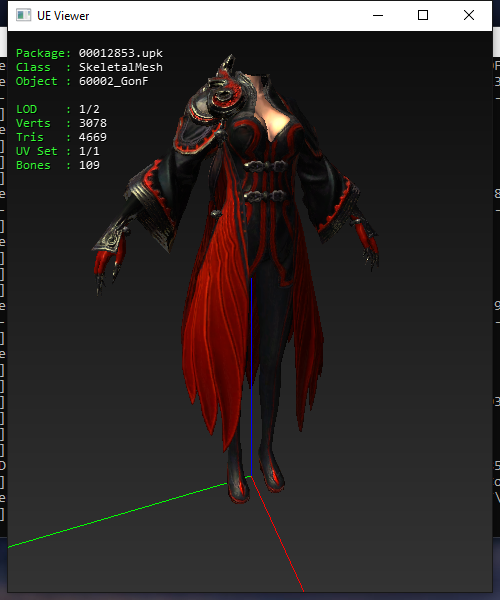 UE Viewer
Package: 00012853.upk
Class  : SkeletalMesh
Object : 60002_GonF
LOD    : 1/2
Verts  : 3078
Tris   : 4669
UV Set : 1/1
Bones  : 109